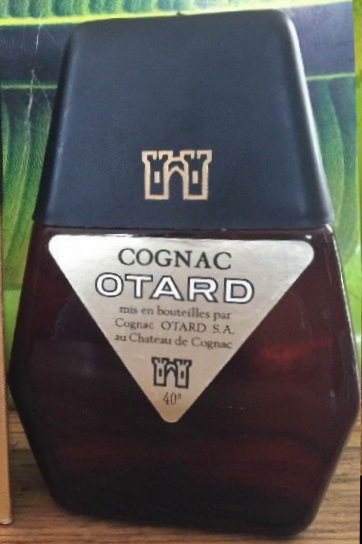 COGNAC
OTARD
mis en bouteilles par
Cognac OTARD S.A.
au Chateau de Cognac
40°